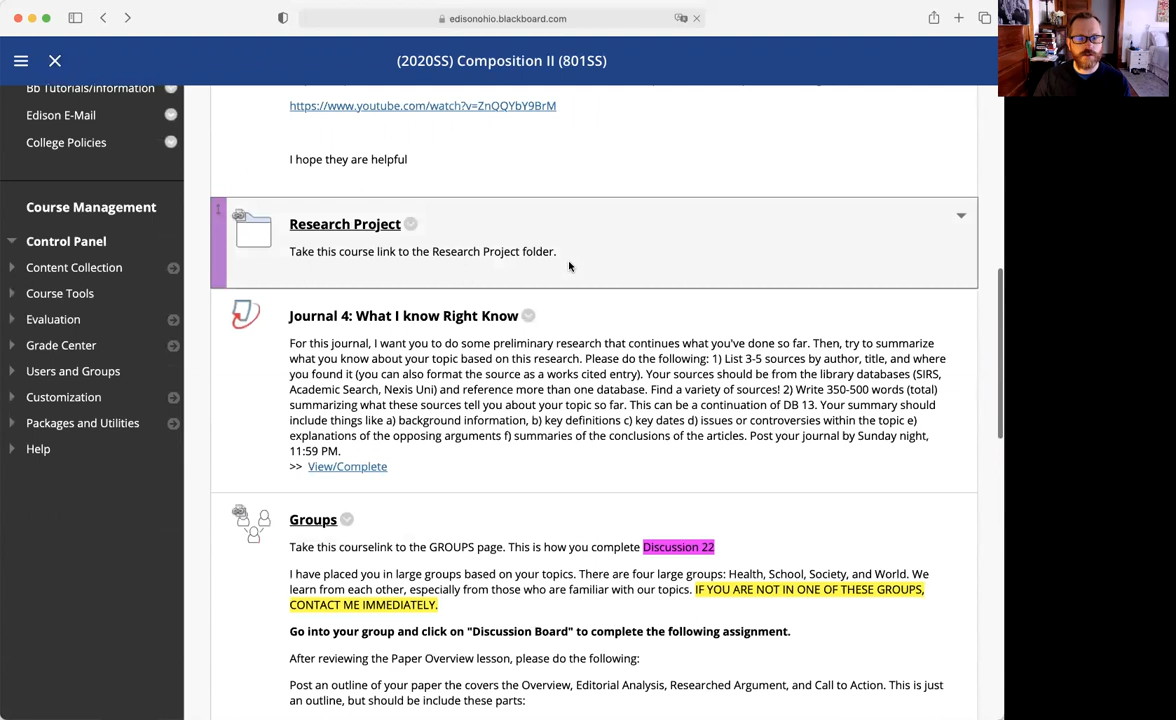 edisonohio.blackboard.com
(2020SS) Composition II (801SS)
Bb Tutorials/Information
Edison E-Mail
College Policies
Course Management
Control Panel
Content Collection
Course Tools
Evaluation
Grade Center
Users and Groups
Customization
Packages and Utilities
Help
https://www.youtube.com/watch?v=ZnQQYbY9BrM
I hope they are helpful
Research Project
Take this course link to the Research Project folder.
Journal 4: What I know Right Know
For this journal, I want you to do some preliminary research that continues what you've done so far. Then, try to summarize
what you know about your topic based on this research. Please do the following: 1) List 3-5 sources by author, title, and where
you found it (you can also format the source as a works cited entry). Your sources should be from the library databases (SIRS,
Academic Search, Nexis Uni) and reference more than one database. Find a variety of sources! 2) Write 350-500 words (total)
summarizing what these sources tell you about your topic so far. This can be a continuation of DB 13. Your summary should
include things like a) background information, b) key definitions c) key dates d) issues or controversies within the topic e)
explanations of the opposing arguments f) summaries of the conclusions of the articles. Post your journal by Sunday night,
11:59 PM.
>> View/Complete
Groups
Take this courselink to the GROUPS page. This is how you complete Discussion 22
I have placed you in large groups based on your topics. There are four large groups: Health, School, Society, and World. We
learn from each other, especially from those who are familiar with our topics. IF YOU ARE NOT IN ONE OF THESE GROUPS,
CONTACT ME IMMEDIATELY.
Go into your group and click on "Discussion Board" to complete the following assignment.
After reviewing the Paper Overview lesson, please do the following:
Post an outline of your paper the covers the Overview, Editorial Analysis, Researched Argument, and Call to Action. This is just
an outline, but should be include these parts: